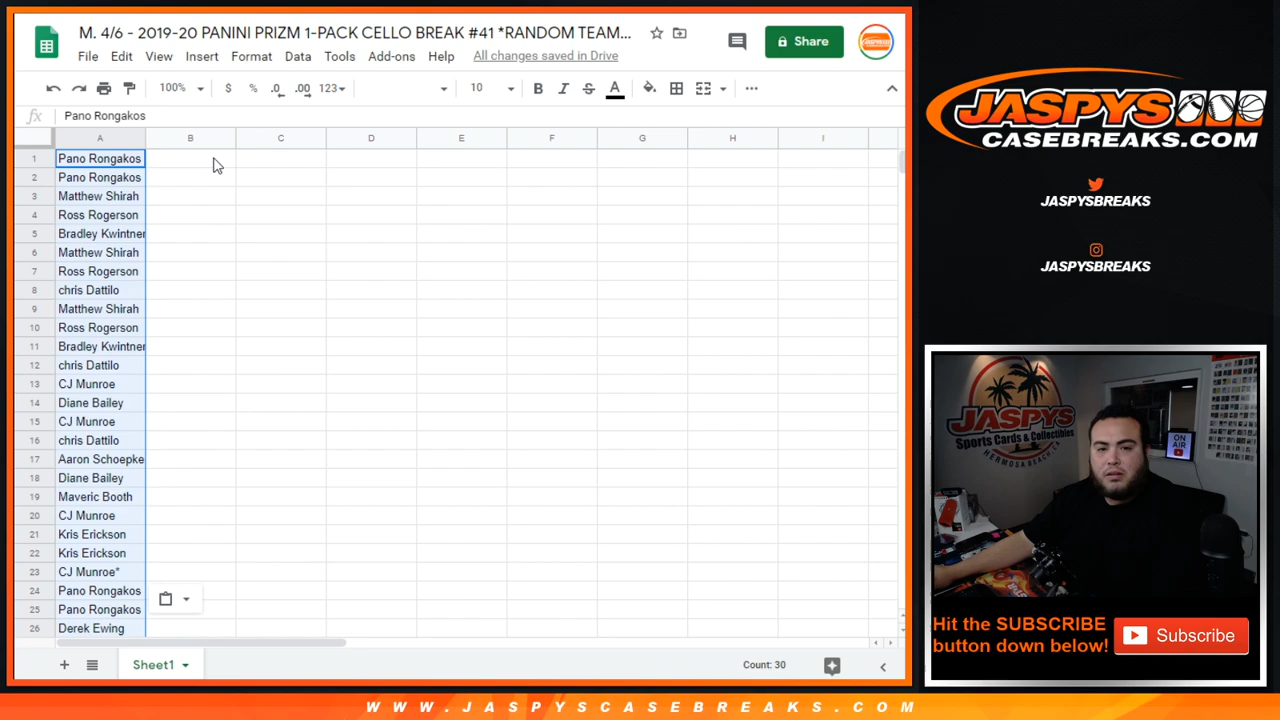 M. 4/6 - 2019-20 PANINI PRIZM 1-PACK CELLO BREAK #41 *RANDOM TEAM...
Share
File Edit View Insert Format Data Tools Add-ons Help All changes saved in Drive
100% $ % .0 .00 123 10 B I S A
fx Pano Rongakos
A B C D E F G H I
1 Pano Rongakos
2 Pano Rongakos
3 Matthew Shirah
4 Ross Rogerson
5 Bradley Kwintner
6 Matthew Shirah
7 Ross Rogerson
8 chris Dattilo
9 Matthew Shirah
10 Ross Rogerson
11 Bradley Kwintner
12 chris Dattilo
13 CJ Munroe
14 Diane Bailey
15 CJ Munroe
16 chris Dattilo
17 Aaron Schoepke
18 Diane Bailey
19 Maveric Booth
20 CJ Munroe
21 Kris Erickson
22 Kris Erickson
23 CJ Munroe*
24 Pano Rongakos
25 Pano Rongakos
26 Derek Ewing
Sheet1
Count: 30
JASPYS
CASEBREAKS.COM
JASPYSBREAKS
JASPYSBREAKS
JASPYS
Sports Cards & Collectibles
HERMOSA BEACH CA
ON
AIR
Hit the SUBSCRIBE
button down below!
Subscribe
WWW.JASPYSCASEBREAKS.COM